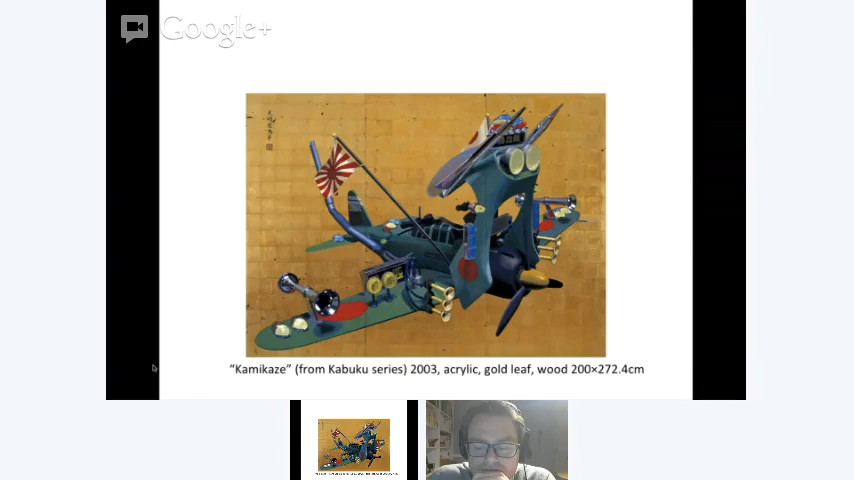 Google+
"Kamikaze" (from Kabuku series) 2003, acrylic, gold leaf, wood 200×272.4cm